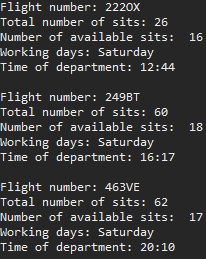 Flight number: 222OX
Total number of sits: 26
Number of available sits:  16
Working days: Saturday
Time of department: 12:44
Flight number: 249BT
Total number of sits: 60
Number of available sits:  18
Working days: Saturday
Time of department: 16:17
Flight number: 463VE
Total number of sits: 62
Number of available sits:  17
Working days: Saturday
Time of department: 20:10